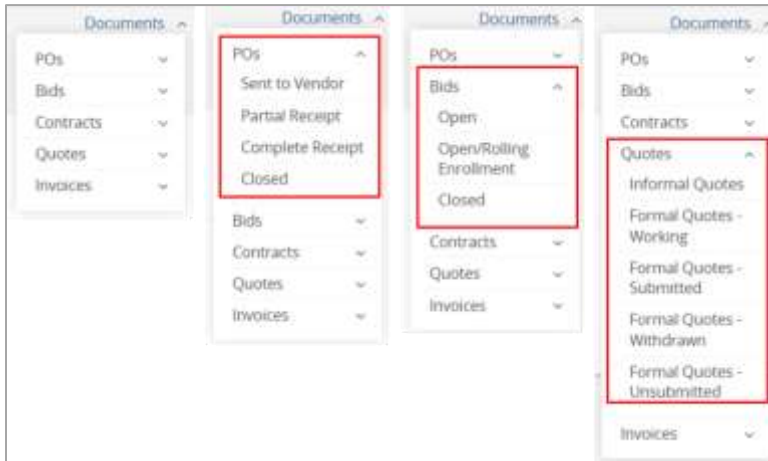 Documents
POs
Bids
Contracts
Quotes
Invoices
Documents
POs
Sent to Vendor
Partial Receipt
Complete Receipt
Closed
Bids
Contracts
Quotes
Invoices
Documents
POs
Bids
Open
Open/Rolling
Enrollment
Closed
Contracts
Quotes
Invoices
Documents
POs
Bids
Contracts
Quotes
Informal Quotes
Formal Quotes -
Working
Formal Quotes -
Submitted
Formal Quotes -
Withdrawn
Formal Quotes -
Unsubmitted
Invoices